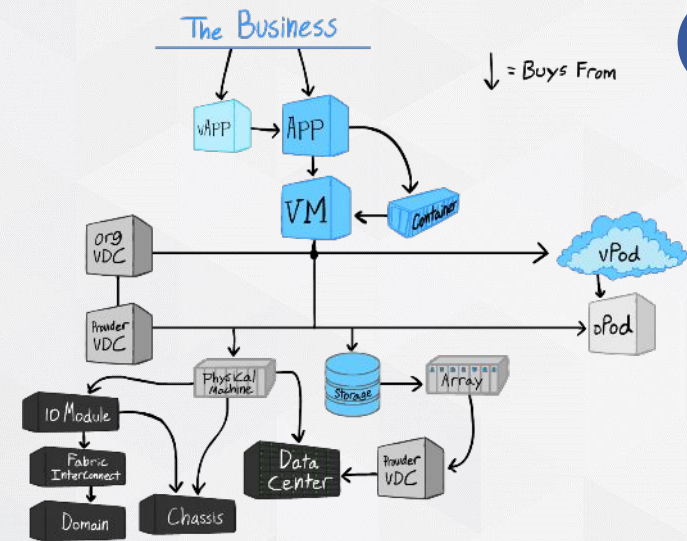 The Business
↓ = Buys From
vAPP
APP
VM
Container
org
VDC
vPod
Provider
VDC
DPod
Physical
Machine
Storage
Array
IO Module
Fabric
Interconnect
Domain
Chassis
Data
Center
Provider
VDC